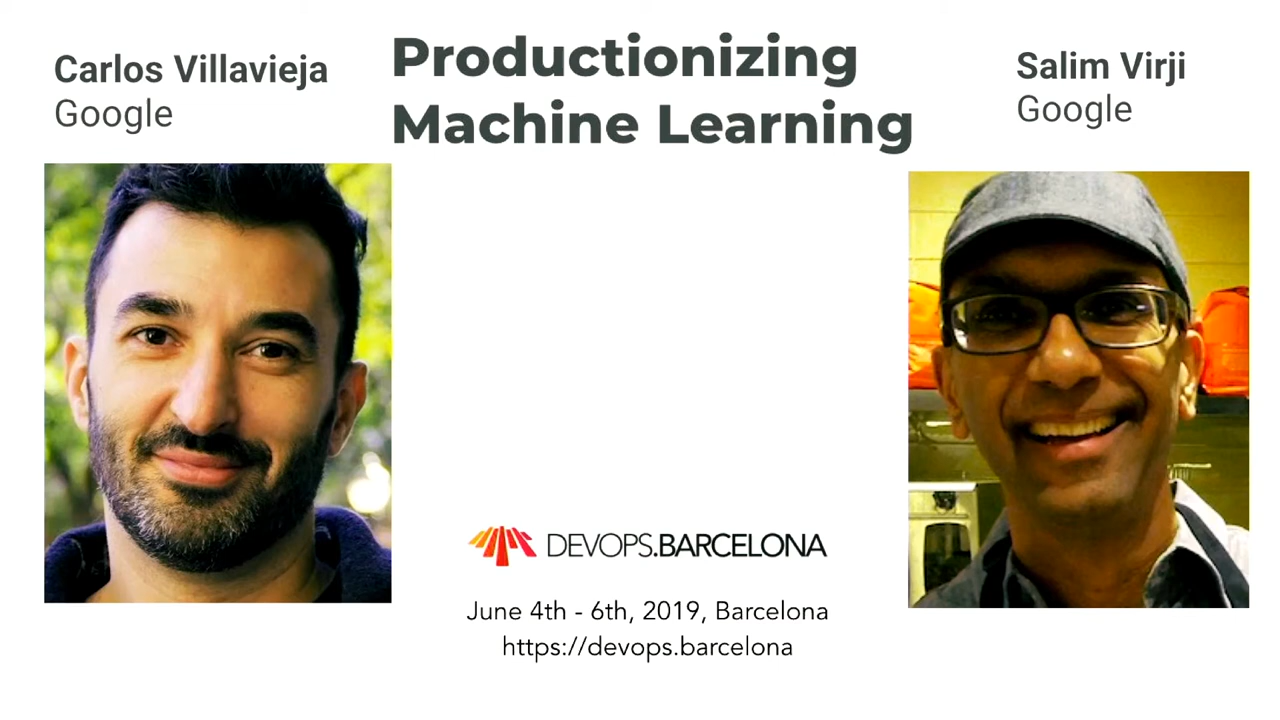 Carlos Villavieja
Google
Productionizing
Machine Learning
Salim Virji
Google
DEVOPS.BARCELONA
June 4th - 6th, 2019, Barcelona
https://devops.barcelona